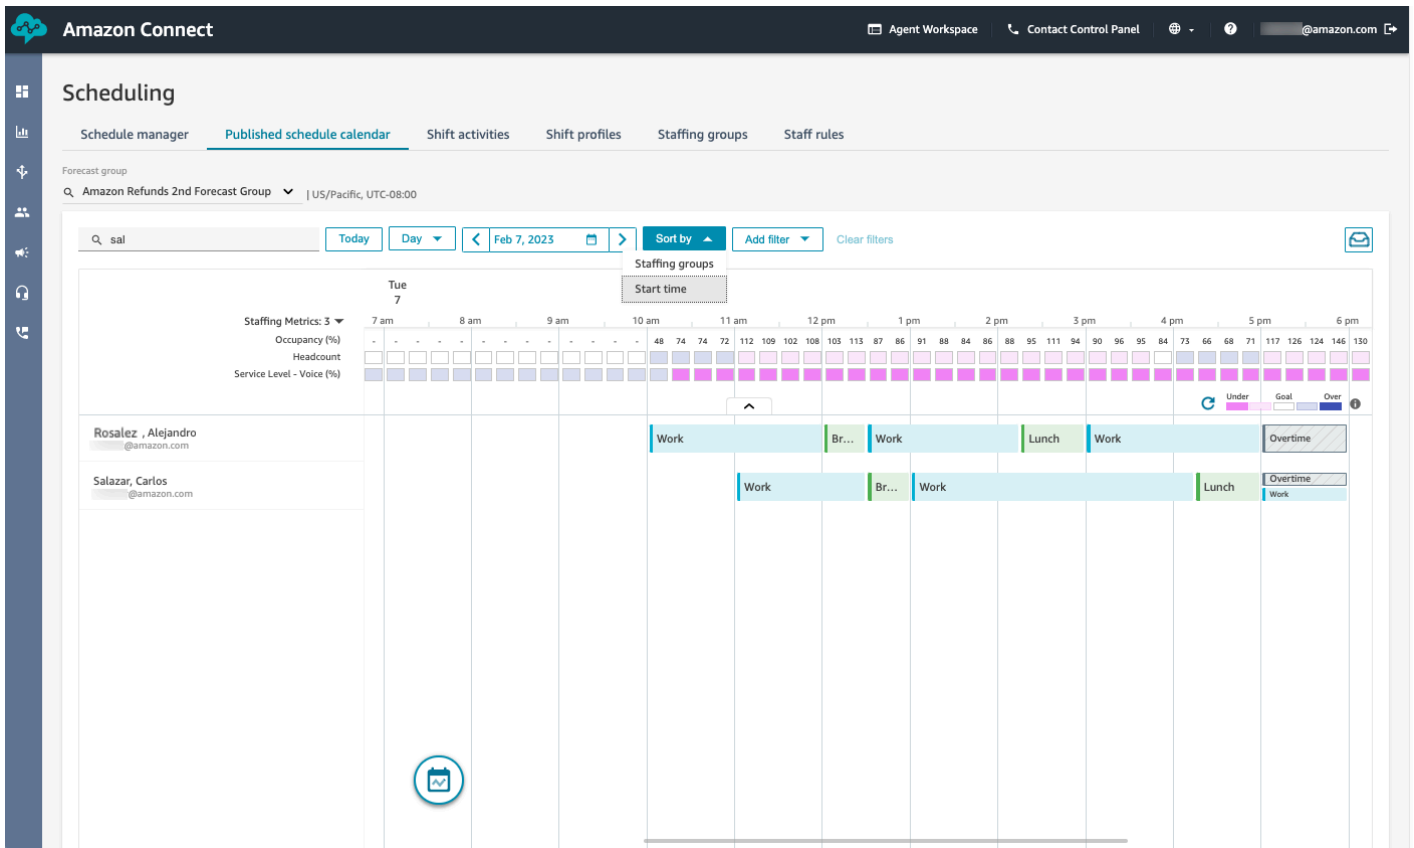 Amazon Connect
Agent Workspace
Contact Control Panel
@amazon.com
Scheduling
Schedule manager
Published schedule calendar
Shift activities
Shift profiles
Staffing groups
Staff rules
Forecast group
Amazon Refunds 2nd Forecast Group
| US/Pacific, UTC-08:00
sal
Today
Day
Feb 7, 2023
Sort by
Add filter
Clear filters
Staffing groups
Start time
Tue
7
Staffing Metrics: 3
7 am 8 am 9 am 10 am 11 am 12 pm 1 pm 2 pm 3 pm 4 pm 5 pm 6 pm
Occupancy (%) - - - - - - - - - - - - - 48 74 74 72 112 109 102 108 103 113 87 86 91 88 84 86 88 95 111 94 90 96 95 84 73 66 68 71 117 126 124 146 130
Headcount
Service Level - Voice (%)
Under Goal Over
Rosalez , Alejandro
@amazon.com
Work Br... Work Lunch Work Overtime
Salazar, Carlos
@amazon.com
Work Br... Work Lunch Overtime
Work